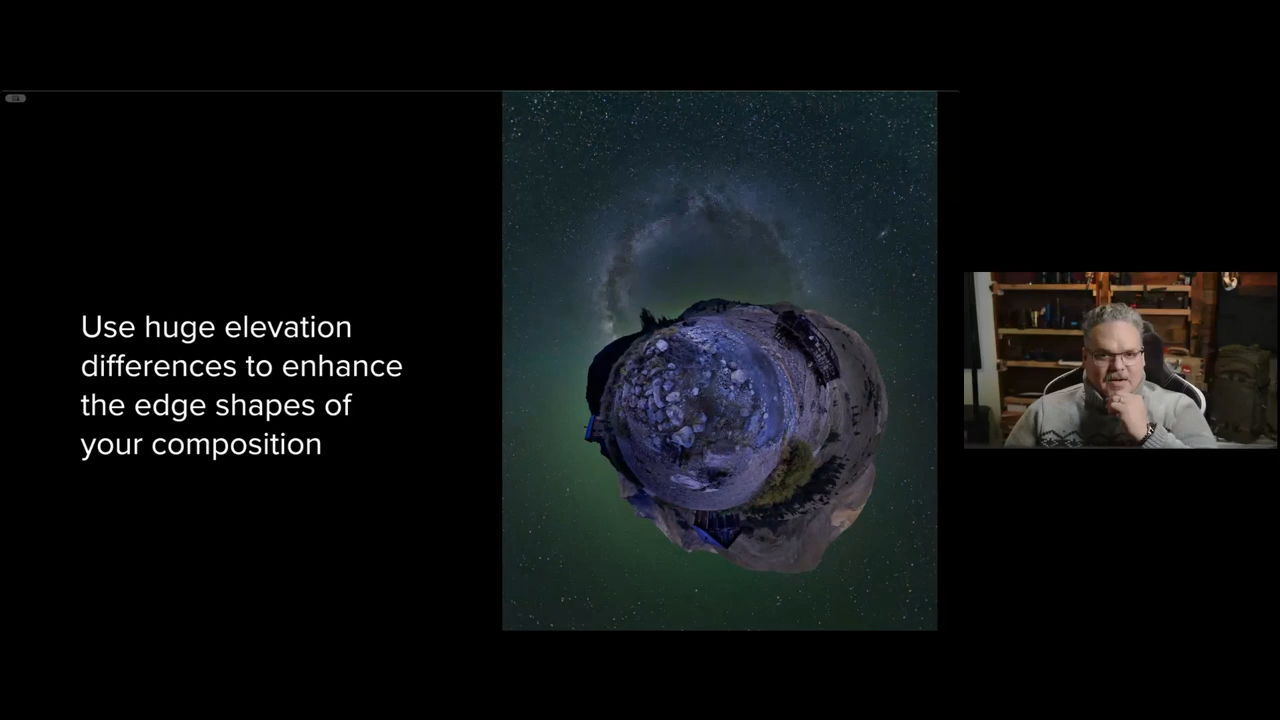 Use huge elevation
differences to enhance
the edge shapes of
your composition